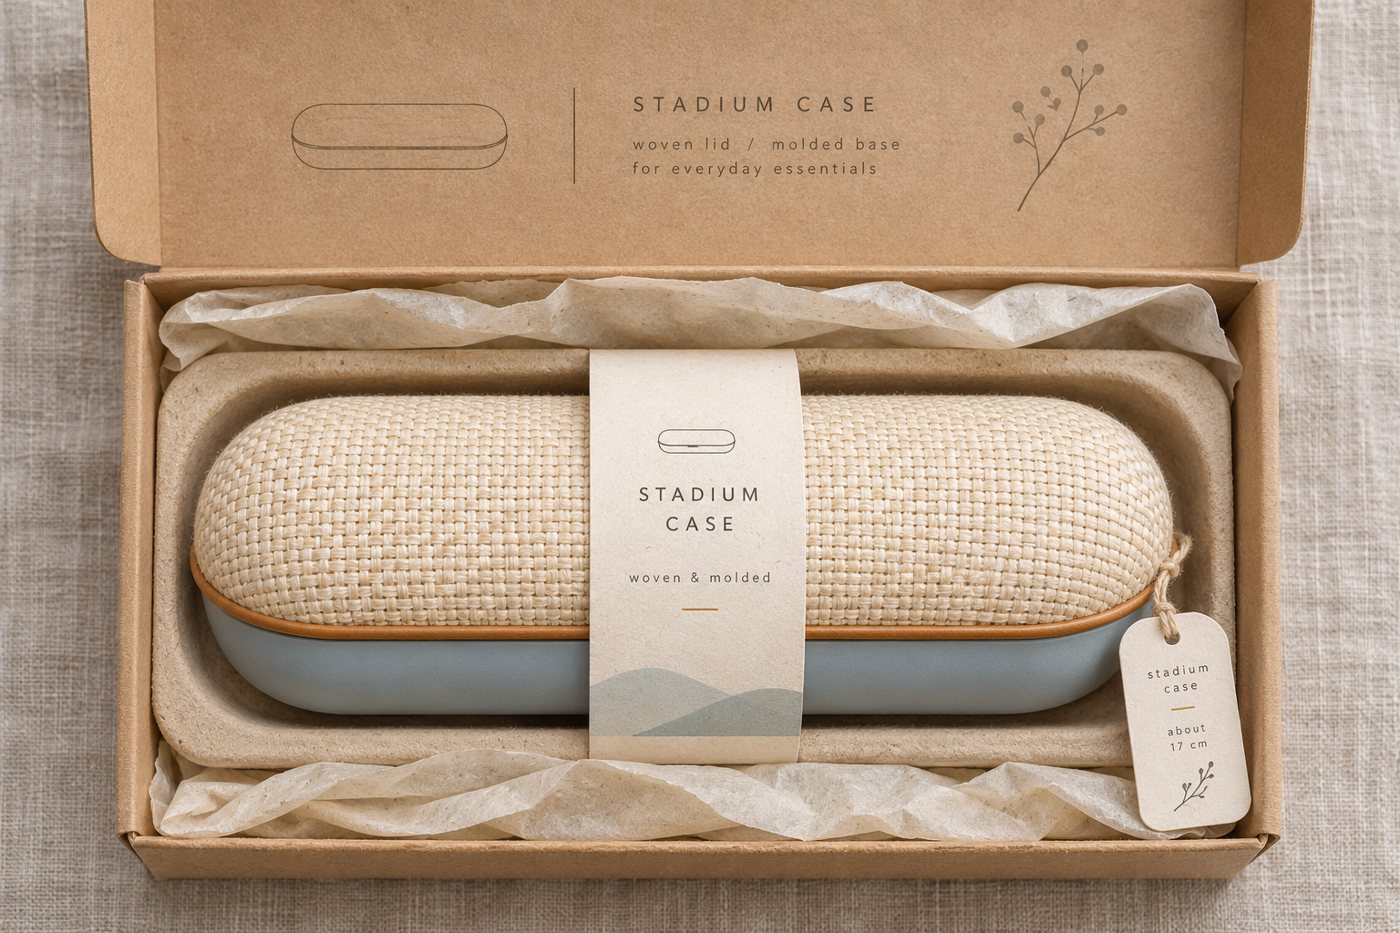 STADIUM CASE
woven lid / molded base
for everyday essentials
STADIUM
CASE
woven & molded
stadium
case
about
17 cm